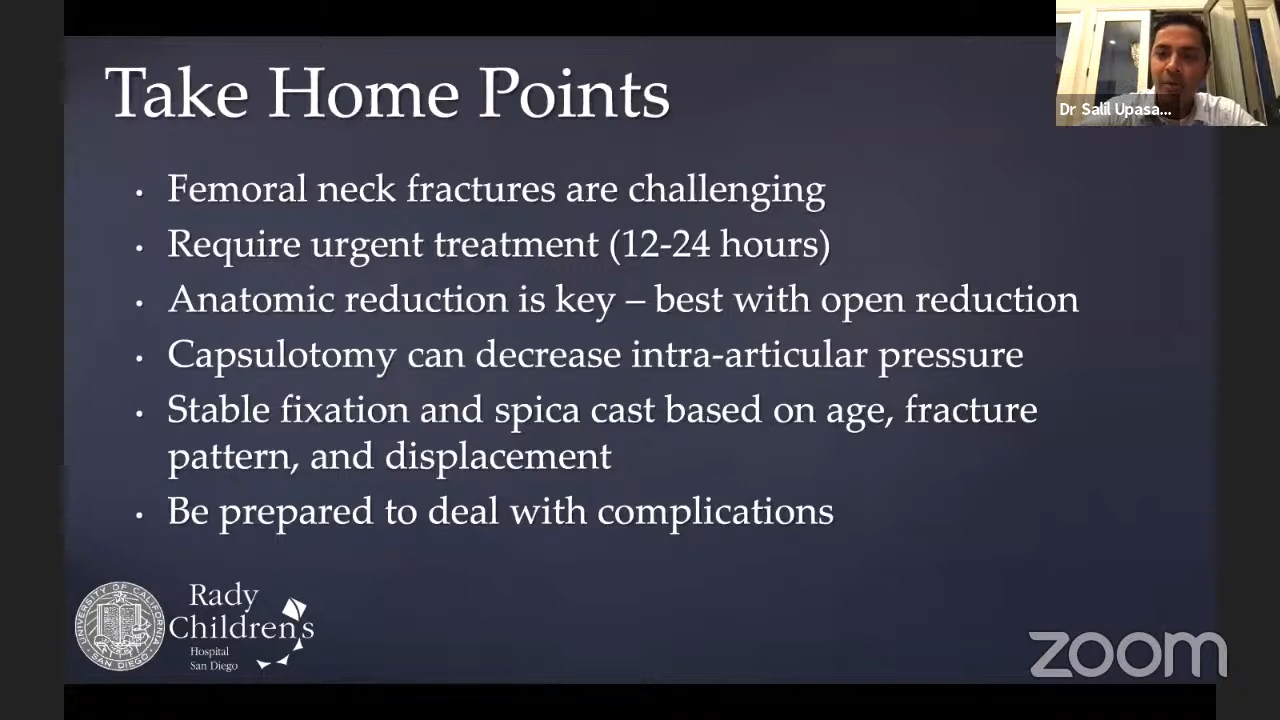 Take Home Points
Dr Salil Upasa...
• Femoral neck fractures are challenging
• Require urgent treatment (12-24 hours)
• Anatomic reduction is key – best with open reduction
• Capsulotomy can decrease intra-articular pressure
• Stable fixation and spica cast based on age, fracture
pattern, and displacement
• Be prepared to deal with complications
UNIVERSITY OF CALIFORNIA
SAN DIEGO
Rady
Children's
Hospital
San Diego
zoom